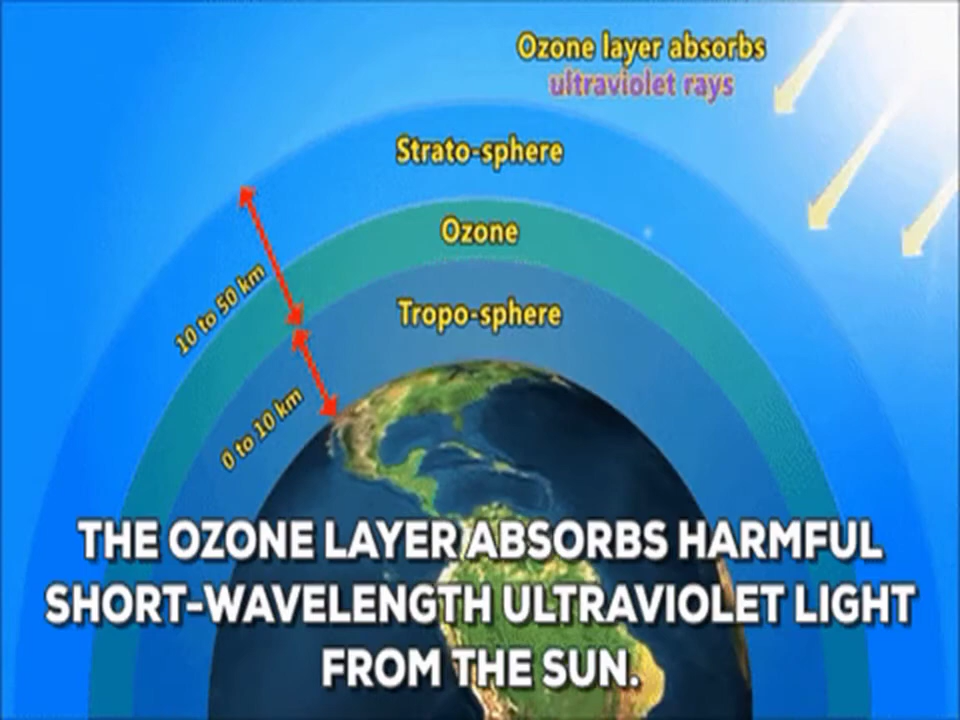 Ozone layer absorbs
ultraviolet rays
Strato-sphere
Ozone
10 to 50 km
Tropo-sphere
0 to 10 km
THE OZONE LAYER ABSORBS HARMFUL
SHORT-WAVELENGTH ULTRAVIOLET LIGHT
FROM THE SUN.